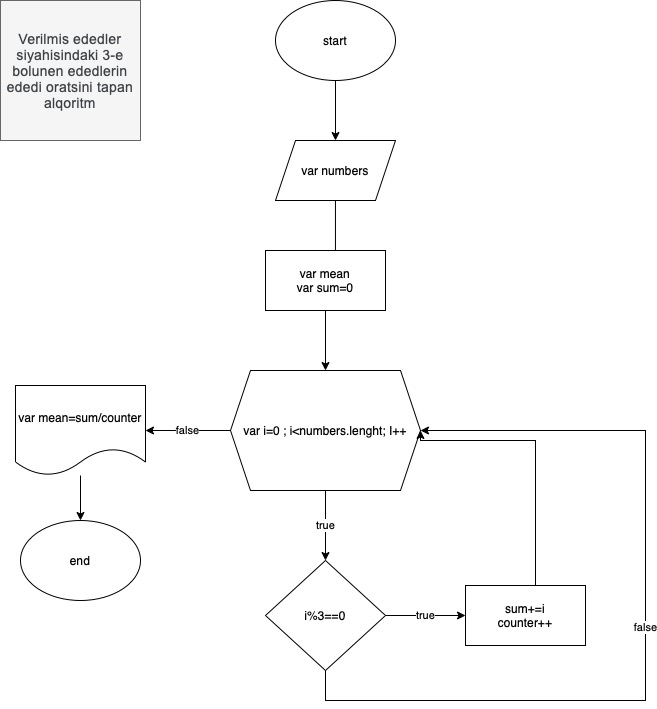 Verilmis ededler
siyahisindaki 3-e
bolunen ededlerin
ededi oratsini tapan
alqoritm
start
var numbers
var mean
var sum=0
var i=0 ; i<numbers.lenght; I++
false
var mean=sum/counter
end
true
i%3==0
true
sum+=i
counter++
false